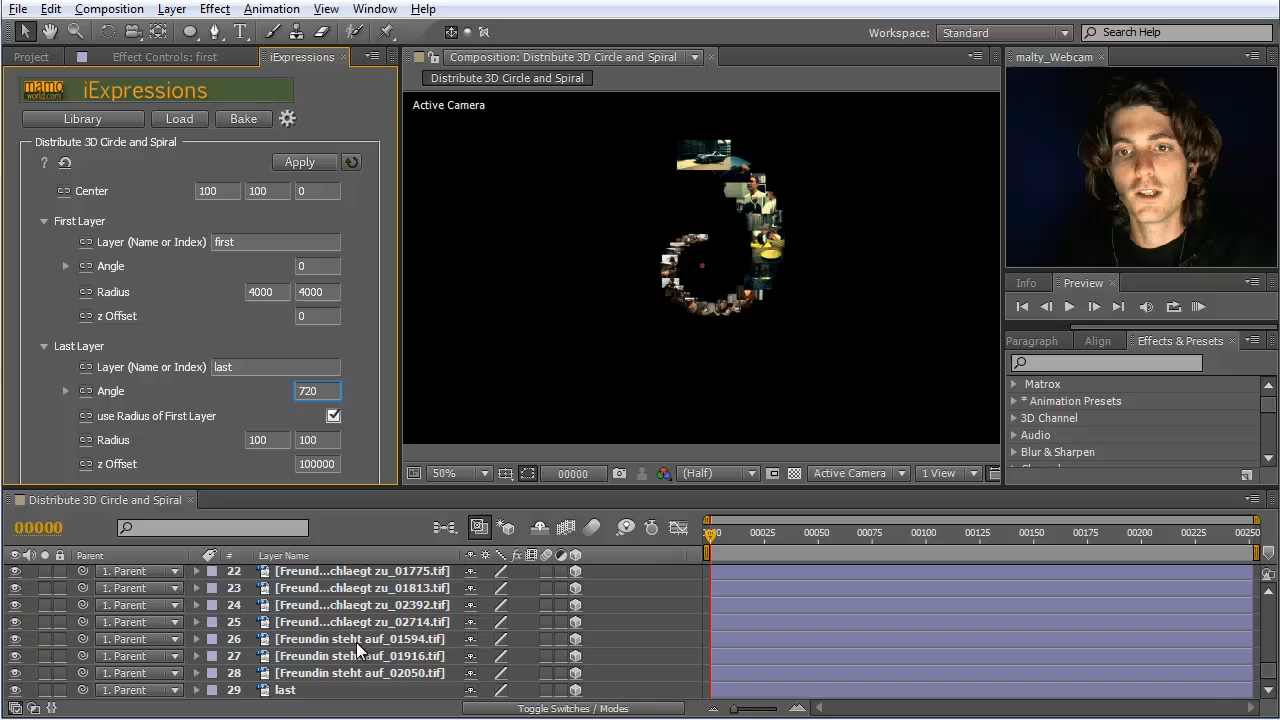 File Edit Composition Layer Effect Animation View Window Help
Workspace: Standard Search Help
Project Effect Controls: first iExpressions Composition: Distribute 3D Circle and Spiral malty_Webcam
mamo world.com iExpressions
Distribute 3D Circle and Spiral
Active Camera
Library Load Bake
Distribute 3D Circle and Spiral
? Apply
Center 100 100 0
First Layer
Layer (Name or Index) first
Angle 0
Radius 4000 4000
z Offset 0
Last Layer
Layer (Name or Index) last
Angle 720
use Radius of First Layer
Radius 100 100
z Offset 100000
Info Preview
Paragraph Align Effects & Presets
Matrox
* Animation Presets
3D Channel
Audio
Blur & Sharpen
50% 00000 (Half) Active Camera 1 View
Distribute 3D Circle and Spiral
00000
00025 00050 00075 00100 00125 00150 00175 00200 00225 00250
Parent # Layer Name fx
1. Parent 22 [Freund...chlaegt zu_01775.tif]
1. Parent 23 [Freund...chlaegt zu_01813.tif]
1. Parent 24 [Freund...chlaegt zu_02392.tif]
1. Parent 25 [Freund...chlaegt zu_02714.tif]
1. Parent 26 [Freundin steht auf_01594.tif]
1. Parent 27 [Freundin steht auf_01916.tif]
1. Parent 28 [Freundin steht auf_02050.tif]
1. Parent 29 last
Toggle Switches / Modes